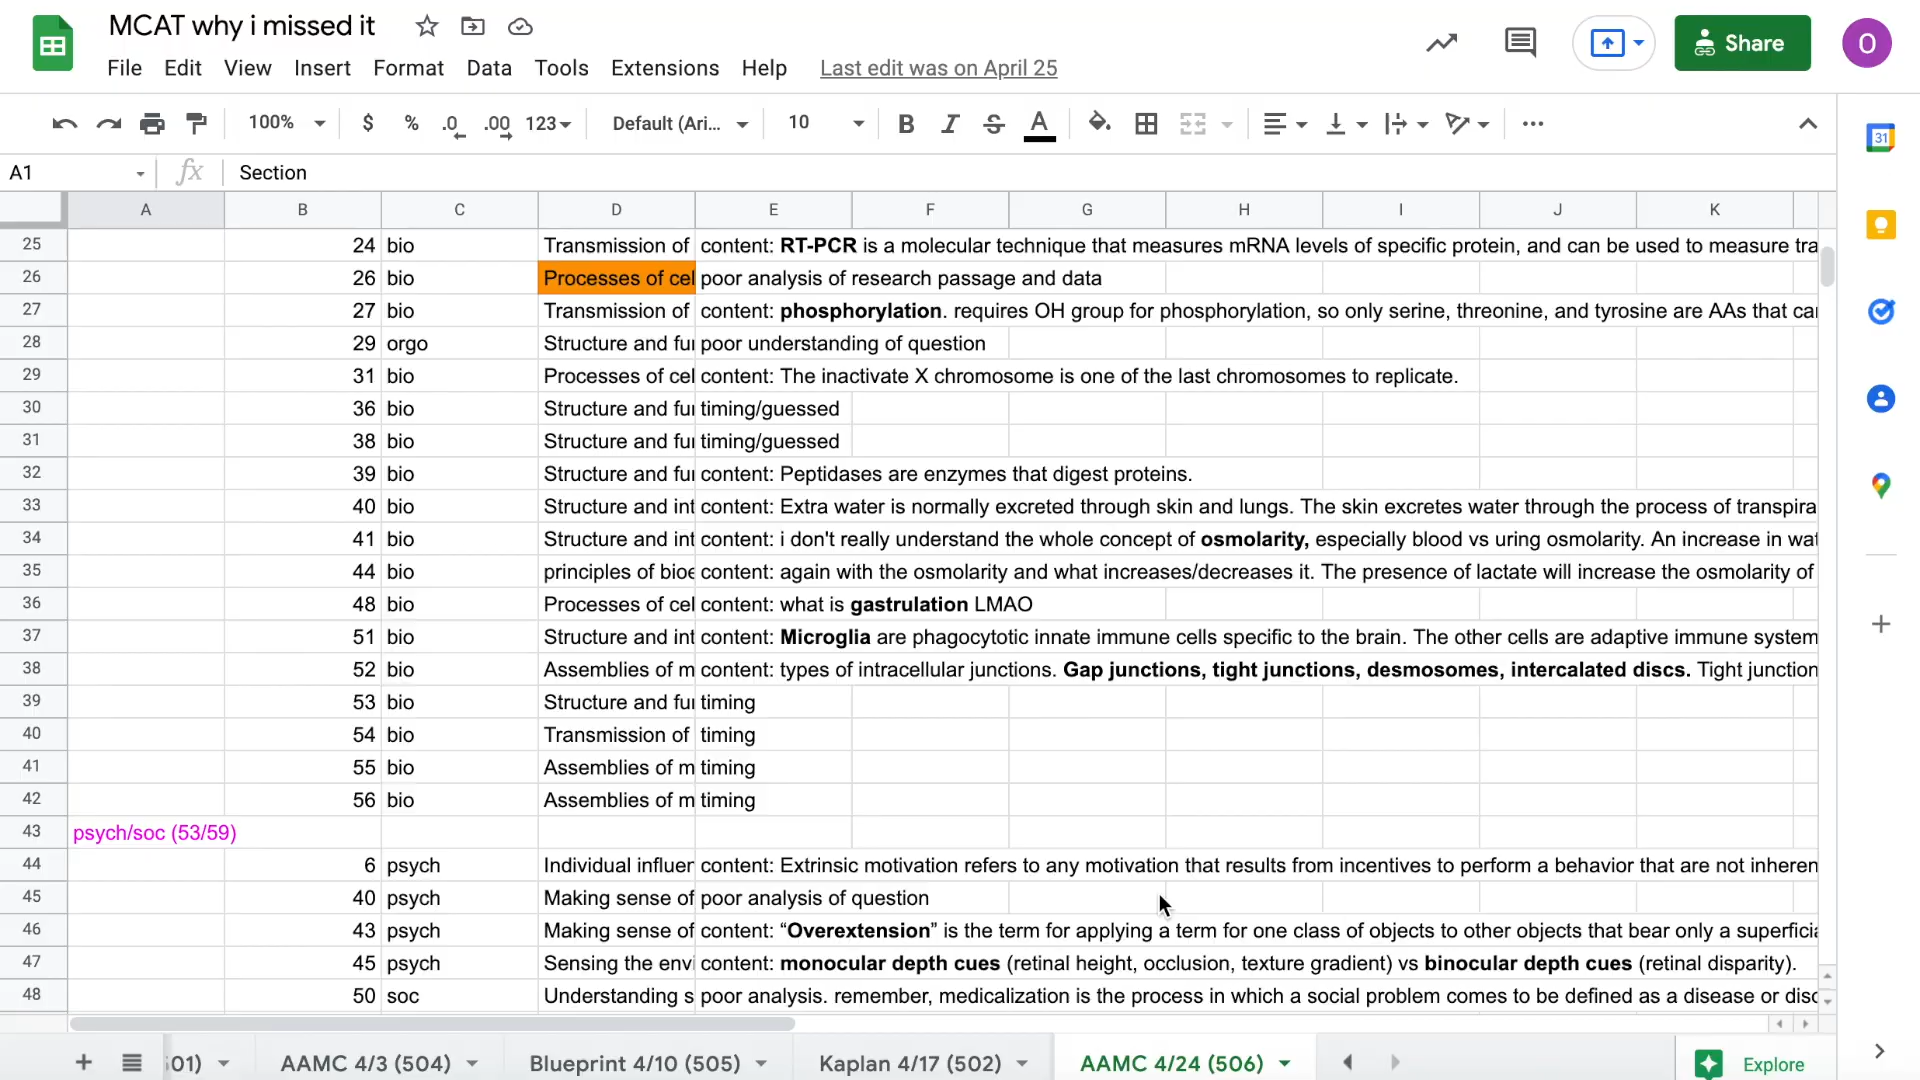 MCAT why i missed it
File Edit View Insert Format Data Tools Extensions Help Last edit was on April 25
Share
O
100% $ % .0 .00 123 Default (Ari... 10 B I S A
31
A1 fx Section
A B C D E F G H I J K
25 24 bio Transmission of content: RT-PCR is a molecular technique that measures mRNA levels of specific protein, and can be used to measure tra
26 26 bio Processes of cel poor analysis of research passage and data
27 27 bio Transmission of content: phosphorylation. requires OH group for phosphorylation, so only serine, threonine, and tyrosine are AAs that can
28 29 orgo Structure and fun poor understanding of question
29 31 bio Processes of cel content: The inactivate X chromosome is one of the last chromosomes to replicate.
30 36 bio Structure and fun timing/guessed
31 38 bio Structure and fun timing/guessed
32 39 bio Structure and fun content: Peptidases are enzymes that digest proteins.
33 40 bio Structure and int content: Extra water is normally excreted through skin and lungs. The skin excretes water through the process of transpira
34 41 bio Structure and int content: i don't really understand the whole concept of osmolarity, especially blood vs uring osmolarity. An increase in wat
35 44 bio principles of bioe content: again with the osmolarity and what increases/decreases it. The presence of lactate will increase the osmolarity of
36 48 bio Processes of cel content: what is gastrulation LMAO
37 51 bio Structure and int content: Microglia are phagocytotic innate immune cells specific to the brain. The other cells are adaptive immune system
38 52 bio Assemblies of m content: types of intracellular junctions. Gap junctions, tight junctions, desmosomes, intercalated discs. Tight junction
39 53 bio Structure and fun timing
40 54 bio Transmission of timing
41 55 bio Assemblies of m timing
42 56 bio Assemblies of m timing
43 psych/soc (53/59)
44 6 psych Individual influen content: Extrinsic motivation refers to any motivation that results from incentives to perform a behavior that are not inheren
45 40 psych Making sense of poor analysis of question
46 43 psych Making sense of content: “Overextension” is the term for applying a term for one class of objects to other objects that bear only a superficia
47 45 psych Sensing the envi content: monocular depth cues (retinal height, occlusion, texture gradient) vs binocular depth cues (retinal disparity).
48 50 soc Understanding s poor analysis. remember, medicalization is the process in which a social problem comes to be defined as a disease or diso
501) AAMC 4/3 (504) Blueprint 4/10 (505) Kaplan 4/17 (502) AAMC 4/24 (506) Explore